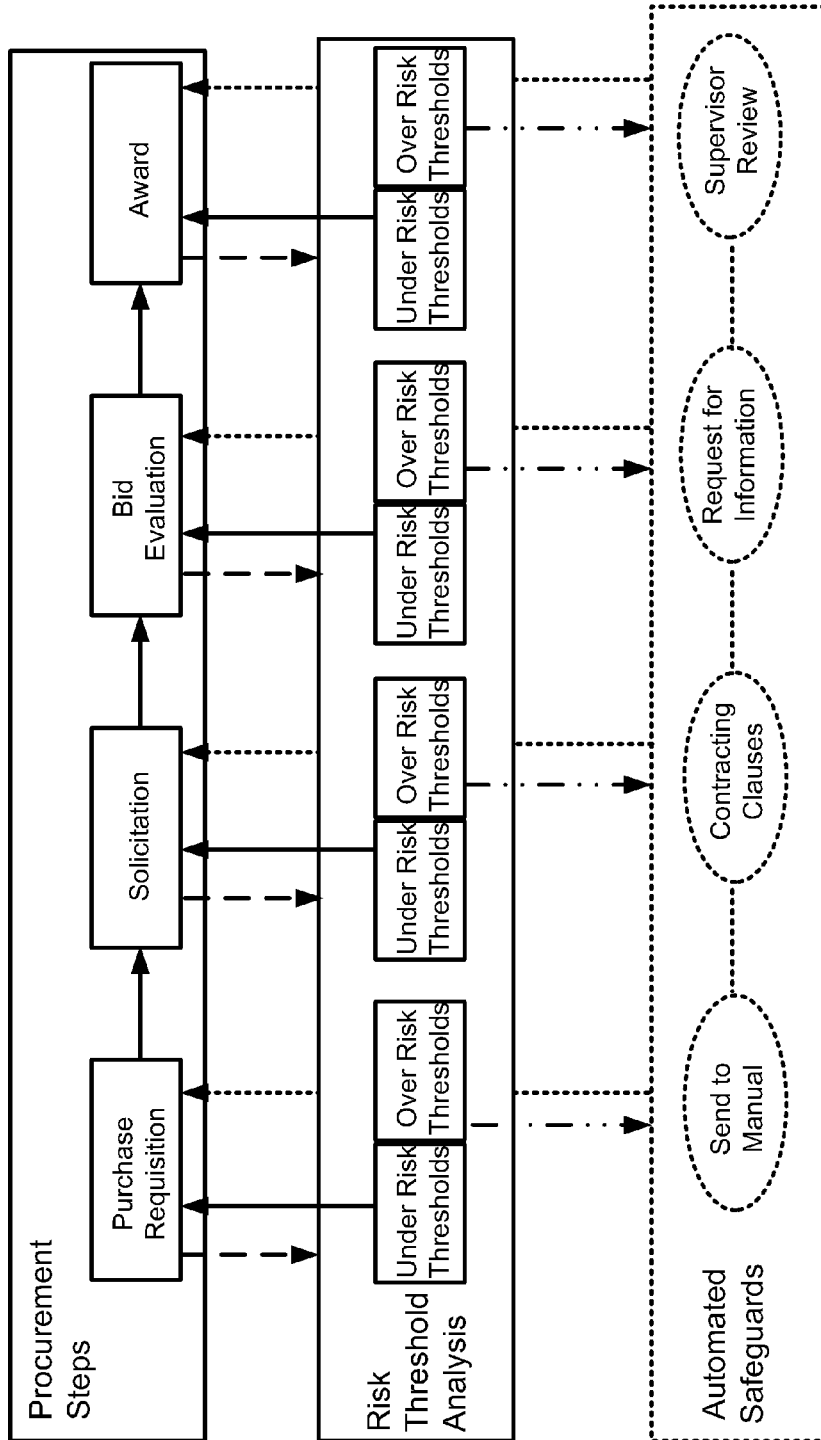 Procurement
Steps
Purchase
Requisition
Solicitation
Bid
Evaluation
Award
Risk
Threshold
Analysis
Under Risk
Thresholds
Over Risk
Thresholds
Under Risk
Thresholds
Over Risk
Thresholds
Under Risk
Thresholds
Over Risk
Thresholds
Under Risk
Thresholds
Over Risk
Thresholds
Automated
Safeguards
Send to
Manual
Contracting
Clauses
Request for
Information
Supervisor
Review